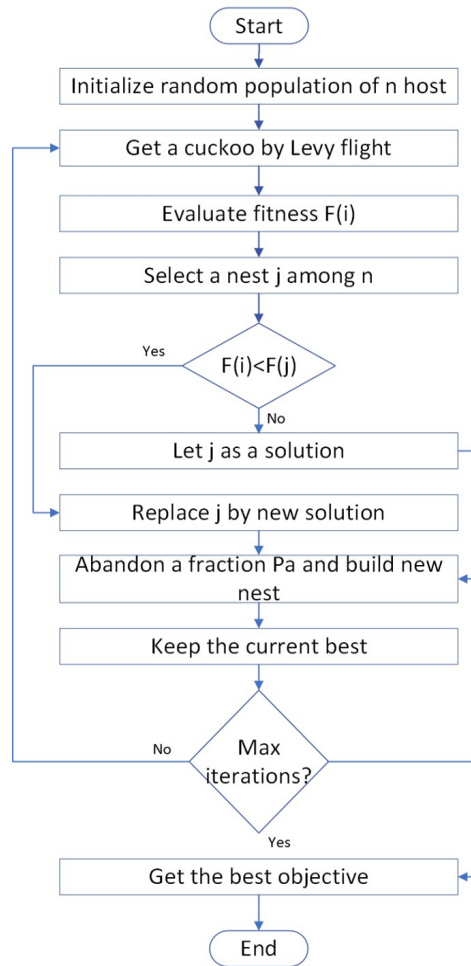 Start
Initialize random population of n host
Get a cuckoo by Levy flight
Evaluate fitness F(i)
Select a nest j among n
Yes
F(i)<F(j)
No
Let j as a solution
Replace j by new solution
Abandon a fraction Pa and build new
nest
Keep the current best
No
Max
iterations?
Yes
Get the best objective
End